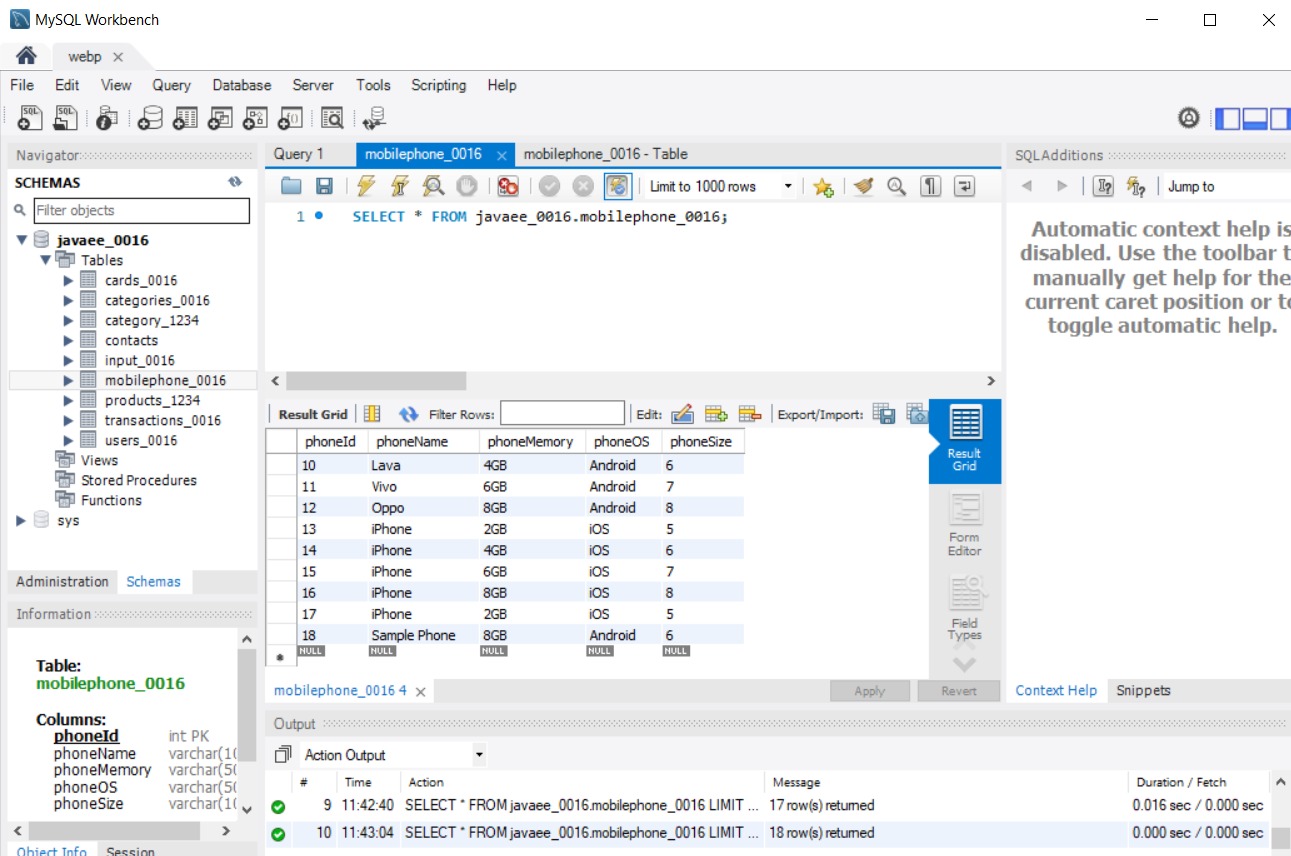 MySQL Workbench
webp
File Edit View Query Database Server Tools Scripting Help
Navigator
SCHEMAS
Filter objects
javaee_0016
Tables
cards_0016
categories_0016
category_1234
contacts
input_0016
mobilephone_0016
products_1234
transactions_0016
users_0016
Views
Stored Procedures
Functions
sys
Administration Schemas
Information
Table:
mobilephone_0016
Columns:
phoneId int PK
phoneName varchar(10
phoneMemory varchar(50
phoneOS varchar(50
phoneSize varchar(10
Object Info Session
Query 1 mobilephone_0016 mobilephone_0016 - Table
Limit to 1000 rows
1 SELECT * FROM javaee_0016.mobilephone_0016;
Result Grid Filter Rows: Edit: Export/Import:
phoneId phoneName phoneMemory phoneOS phoneSize
10 Lava 4GB Android 6
11 Vivo 6GB Android 7
12 Oppo 8GB Android 8
13 iPhone 2GB iOS 5
14 iPhone 4GB iOS 6
15 iPhone 6GB iOS 7
16 iPhone 8GB iOS 8
17 iPhone 2GB iOS 5
18 Sample Phone 8GB Android 6
NULL NULL NULL NULL NULL
Result
Grid
Form
Editor
Field
Types
mobilephone_0016 4 Apply Revert
SQLAdditions
Jump to
Automatic context help is
disabled. Use the toolbar t
manually get help for the
current caret position or to
toggle automatic help.
Context Help Snippets
Output
Action Output
# Time Action Message Duration / Fetch
9 11:42:40 SELECT * FROM javaee_0016.mobilephone_0016 LIMIT ... 17 row(s) returned 0.016 sec / 0.000 sec
10 11:43:04 SELECT * FROM javaee_0016.mobilephone_0016 LIMIT ... 18 row(s) returned 0.000 sec / 0.000 sec